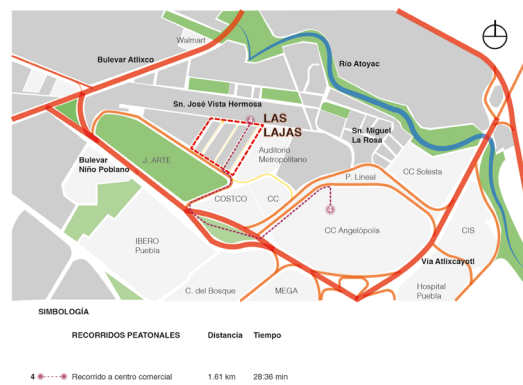 Walmart
Bulevar Atlixco
Río Atoyac
Sn. José Vista Hermosa
4
LAS
LAJAS
Sn. Miguel
La Rosa
Auditorio
Metropolitano
J. ARTE
Bulevar
Niño Poblano
CC Solesta
P. Lineal
COSTCO
CC
4
CC Angelópolis
CIS
IBERO
Puebla
Vía Atlixcayotl
C. del Bosque
MEGA
Hospital
Puebla
SIMBOLOGÍA
RECORRIDOS PEATONALES Distancia Tiempo
4 Recorrido a centro comercial 1.61 km 28:36 min